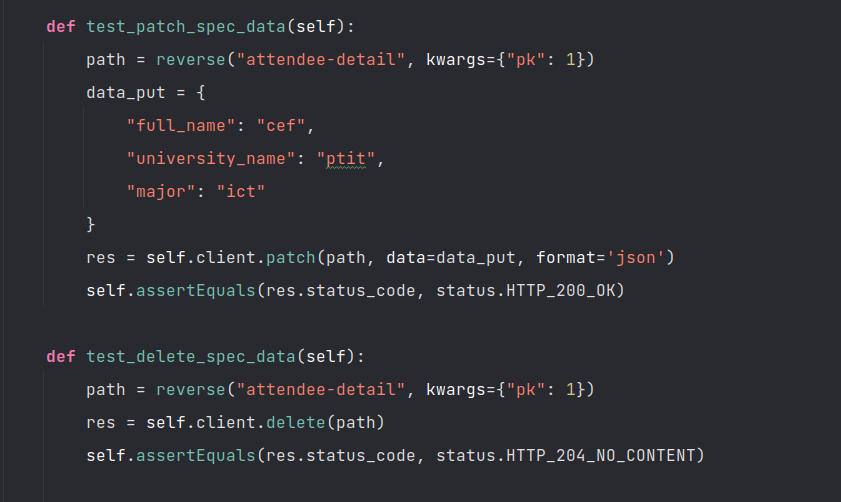 def test_patch_spec_data(self):
path = reverse("attendee-detail", kwargs={"pk": 1})
data_put = {
"full_name": "cef",
"university_name": "ptit",
"major": "ict"
}
res = self.client.patch(path, data=data_put, format='json')
self.assertEquals(res.status_code, status.HTTP_200_OK)
def test_delete_spec_data(self):
path = reverse("attendee-detail", kwargs={"pk": 1})
res = self.client.delete(path)
self.assertEquals(res.status_code, status.HTTP_204_NO_CONTENT)